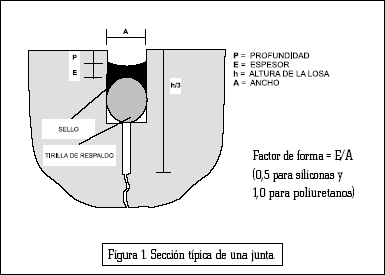 A
P
E
h/3
P = PROFUNDIDAD
E = ESPESOR
h = ALTURA DE LA LOSA
A = ANCHO
SELLO
TIRILLA DE RESPALDO
Factor de forma = E/A
(0,5 para siliconas y
1,0 para poliuretanos)
Figura 1. Sección típica de una junta.